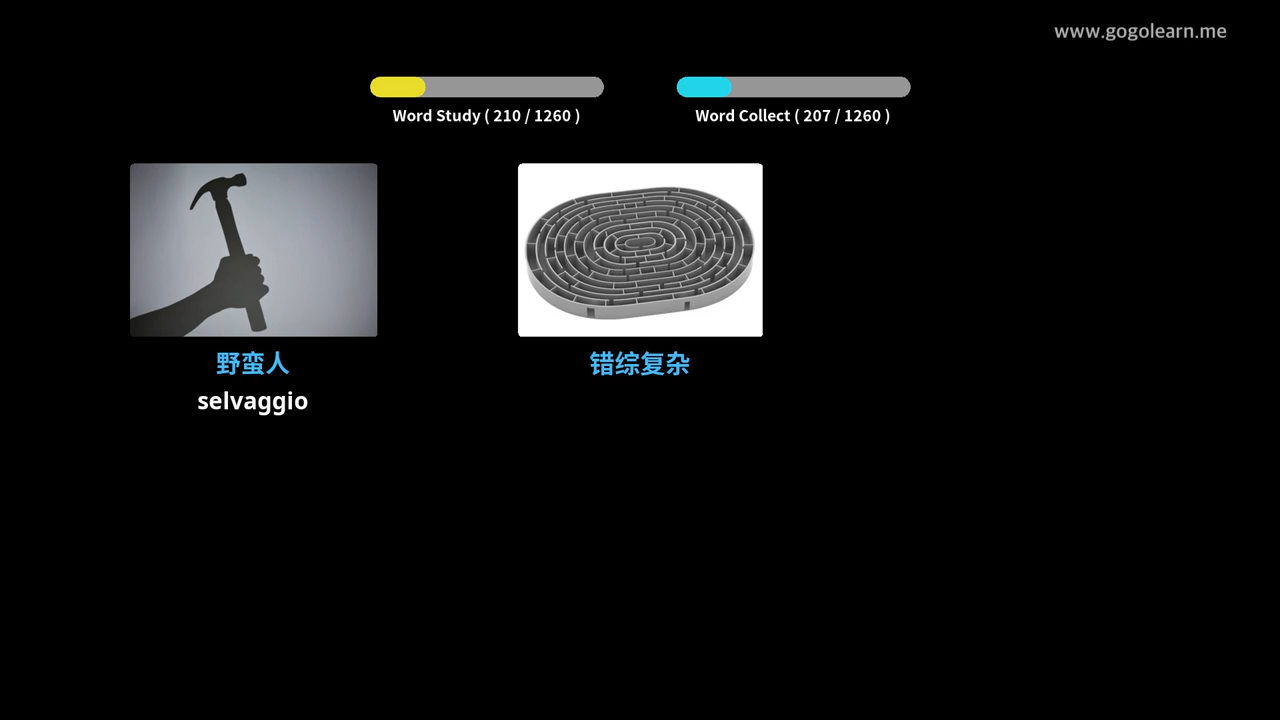 www.gogolearn.me
Word Study ( 210 / 1260 )
Word Collect ( 207 / 1260 )
野蛮人
selvaggio
错综复杂